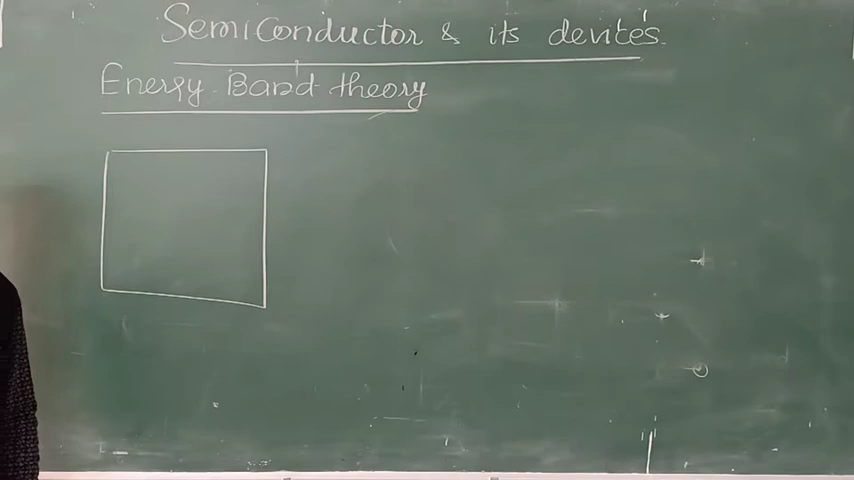 Semiconductor & its devices.
Energy Band theory